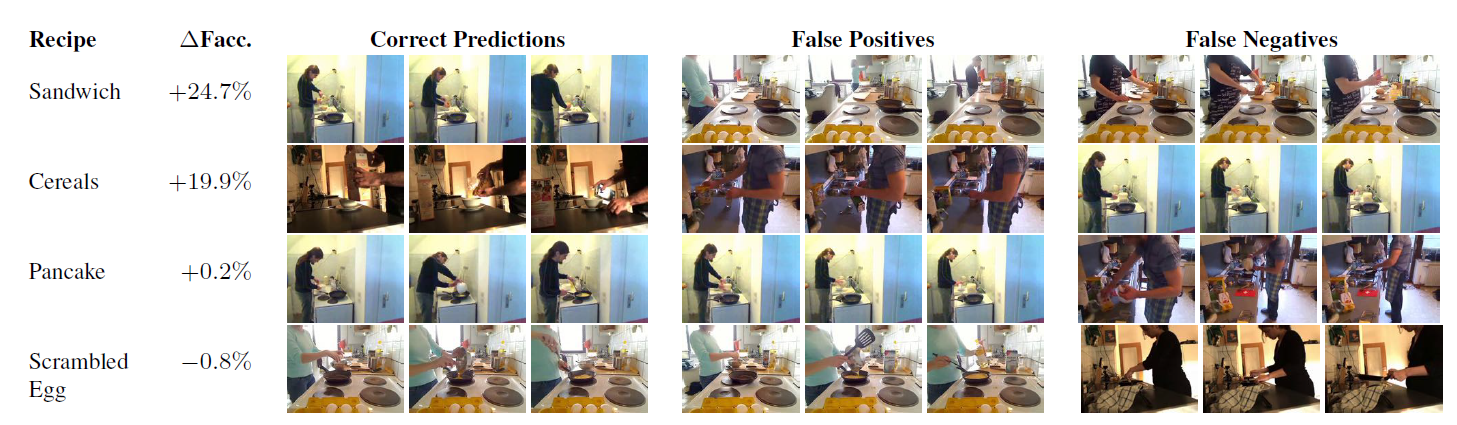 Recipe △Facc. Correct Predictions False Positives False Negatives
Sandwich +24.7%
Cereals +19.9%
Pancake +0.2%
Scrambled −0.8%
Egg